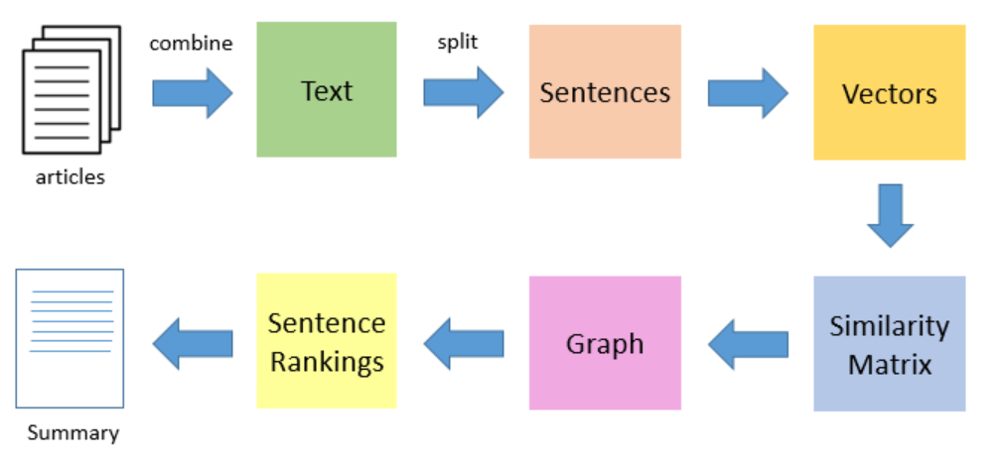 combine
split
Text
Sentences
Vectors
articles
Similarity
Matrix
Graph
Sentence
Rankings
Summary